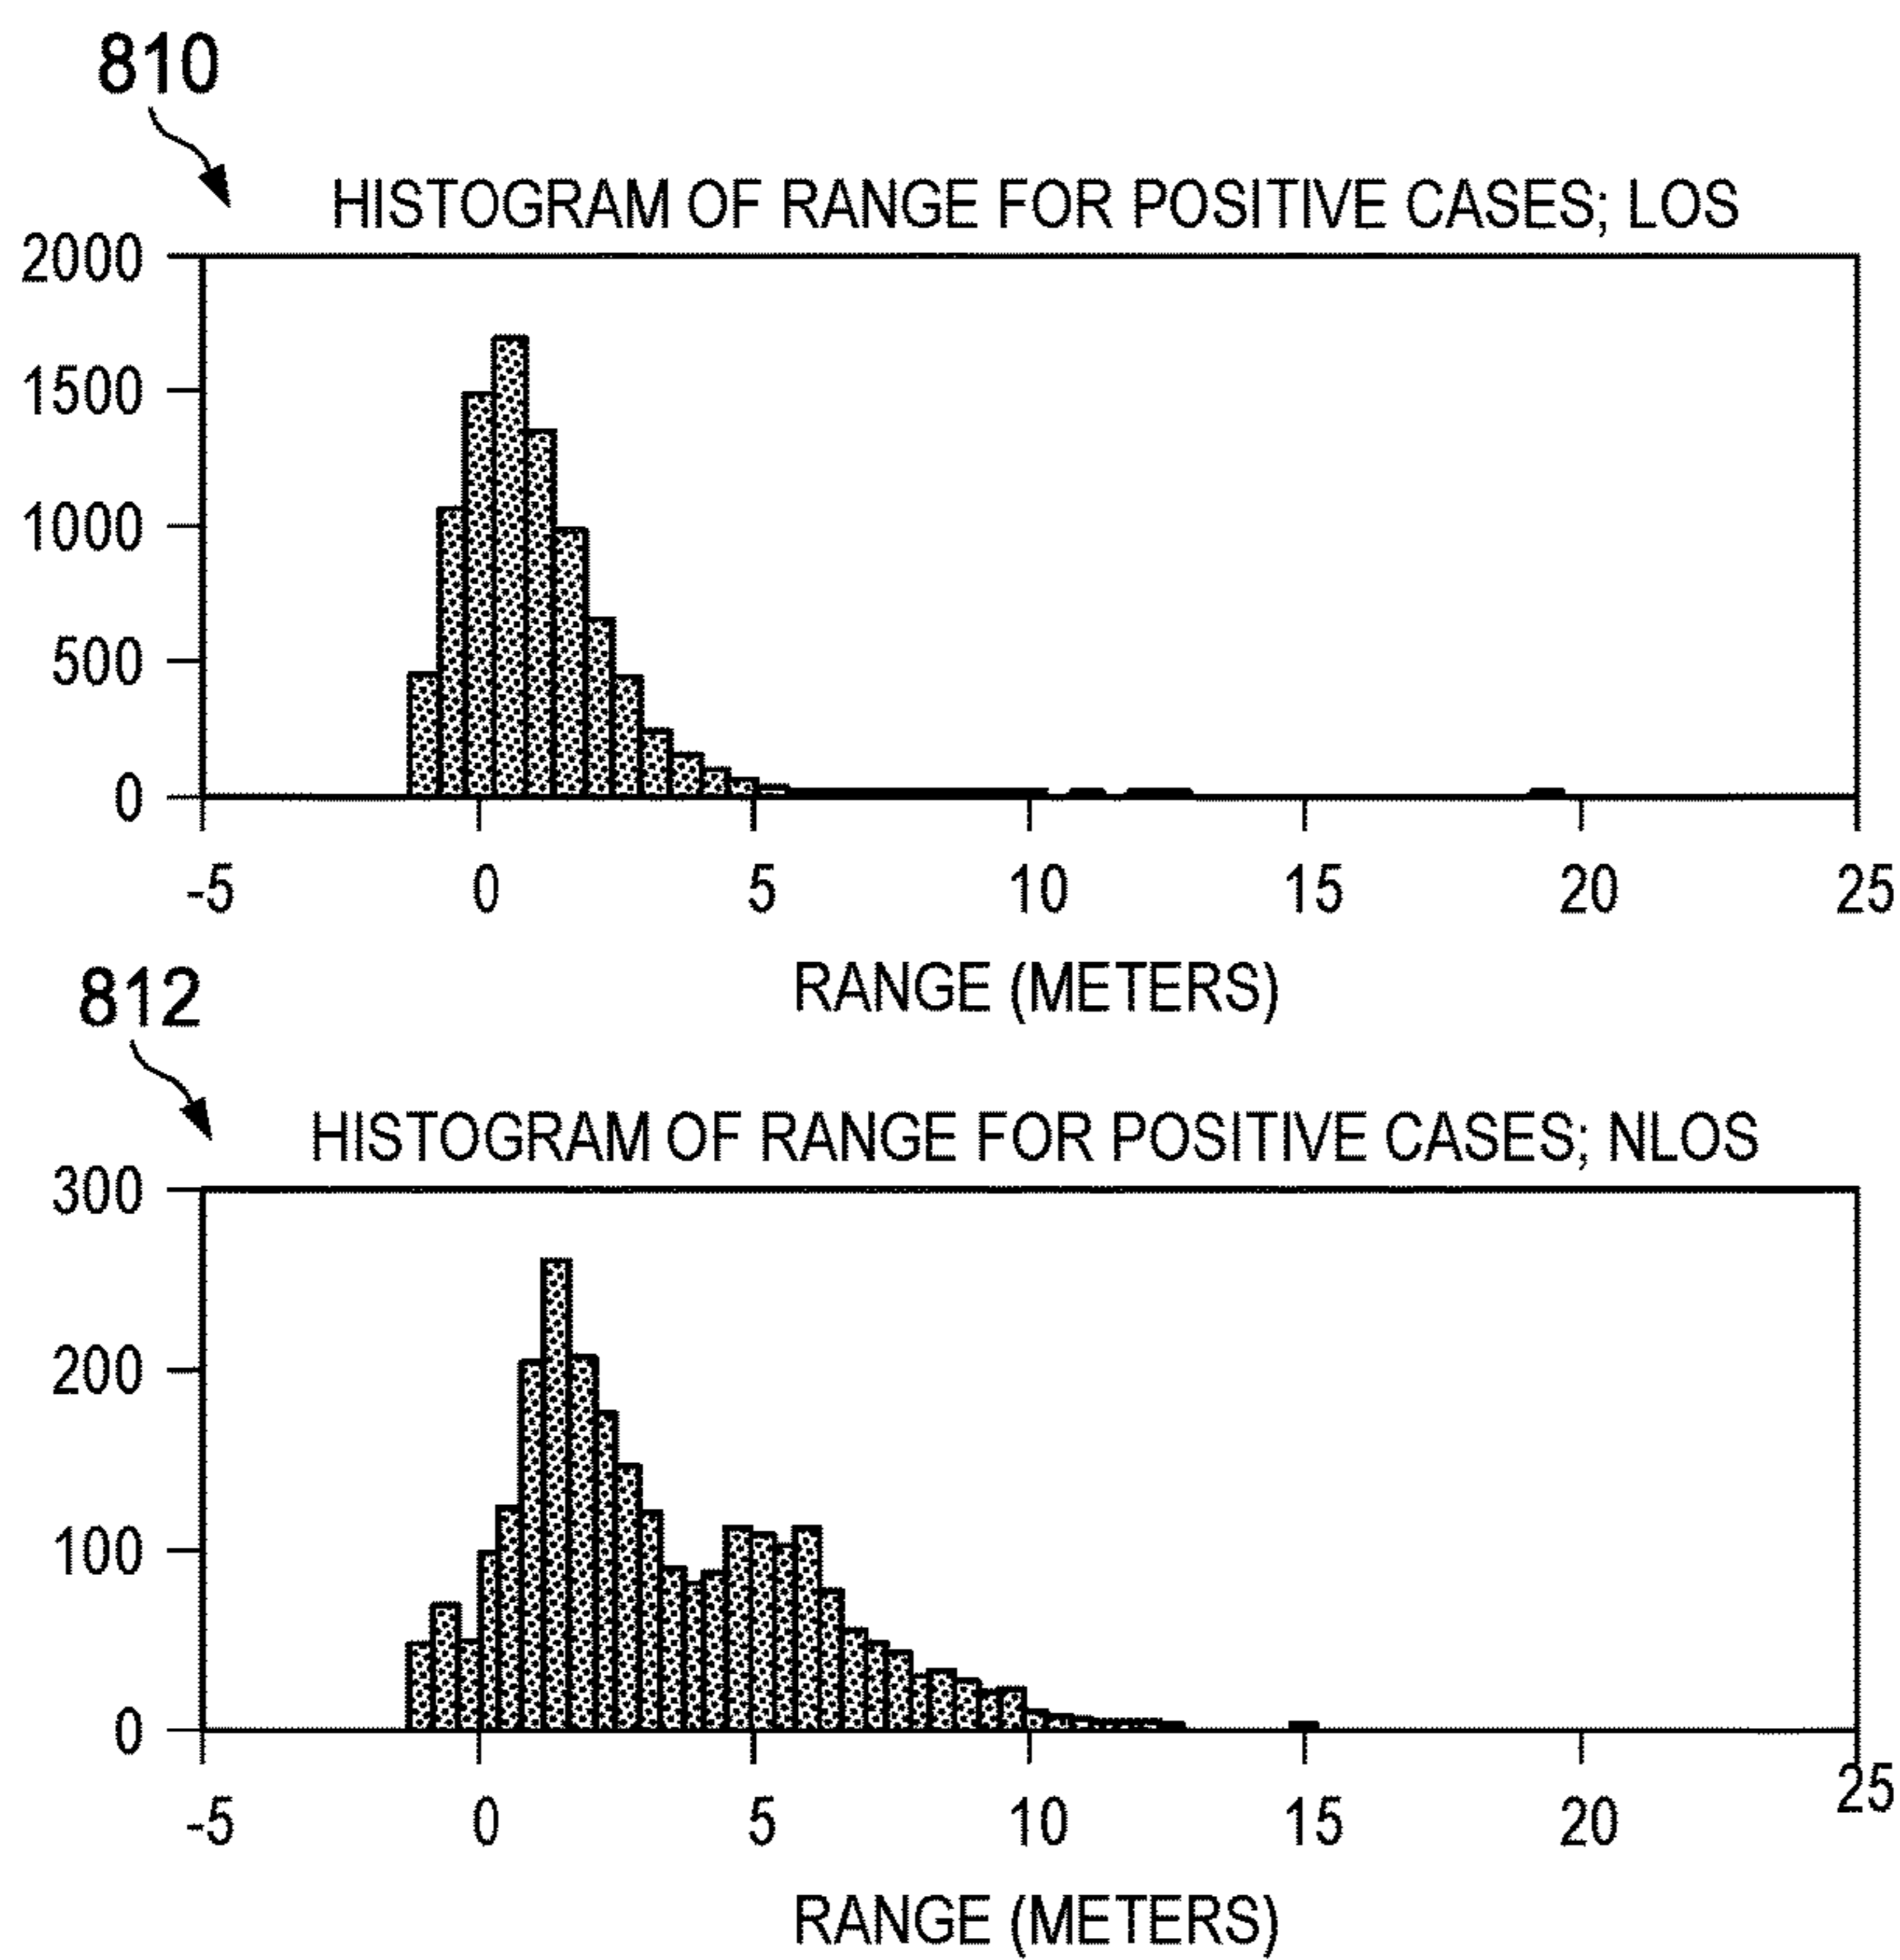 810
HISTOGRAM OF RANGE FOR POSITIVE CASES; LOS
2000
1500
1000
500
0
-5 0 5 10 15 20 25
RANGE (METERS)
812
HISTOGRAM OF RANGE FOR POSITIVE CASES; NLOS
300
200
100
0
-5 0 5 10 15 20 25
RANGE (METERS)